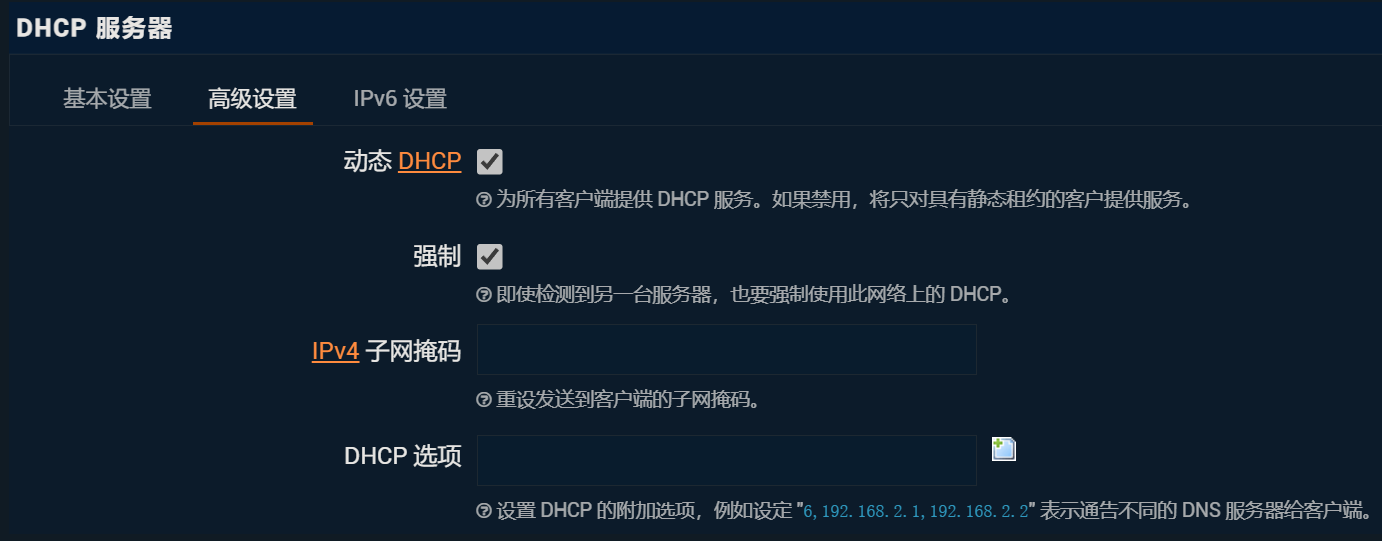 DHCP 服务器
基本设置 高级设置 IPv6 设置
动态 DHCP
为所有客户端提供 DHCP 服务。如果禁用，将只对具有静态租约的客户提供服务。
强制
即使检测到另一台服务器，也要强制使用此网络上的 DHCP。
IPv4 子网掩码
重设发送到客户端的子网掩码。
DHCP 选项
设置 DHCP 的附加选项，例如设定 "6,192.168.2.1,192.168.2.2" 表示通告不同的 DNS 服务器给客户端。